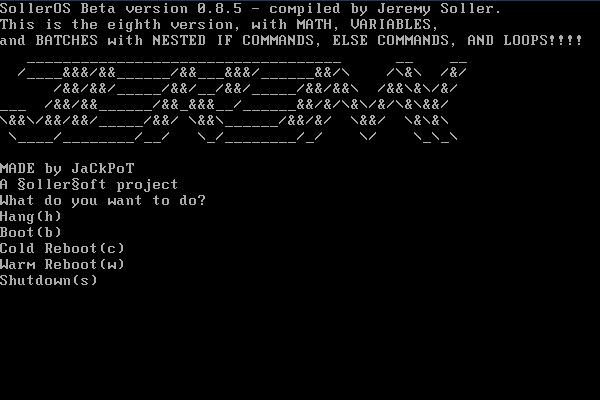 SollerOS Beta version 0.8.5 - compiled by Jeremy Soller.
This is the eighth version, with MATH, VARIABLES,
and BATCHES with NESTED IF COMMANDS, ELSE COMMANDS, AND LOOPS!!!!
MADE by JaCkPoT
A §oller§oft project
What do you want to do?
Hang(h)
Boot(b)
Cold Reboot(c)
Warm Reboot(w)
Shutdown(s)